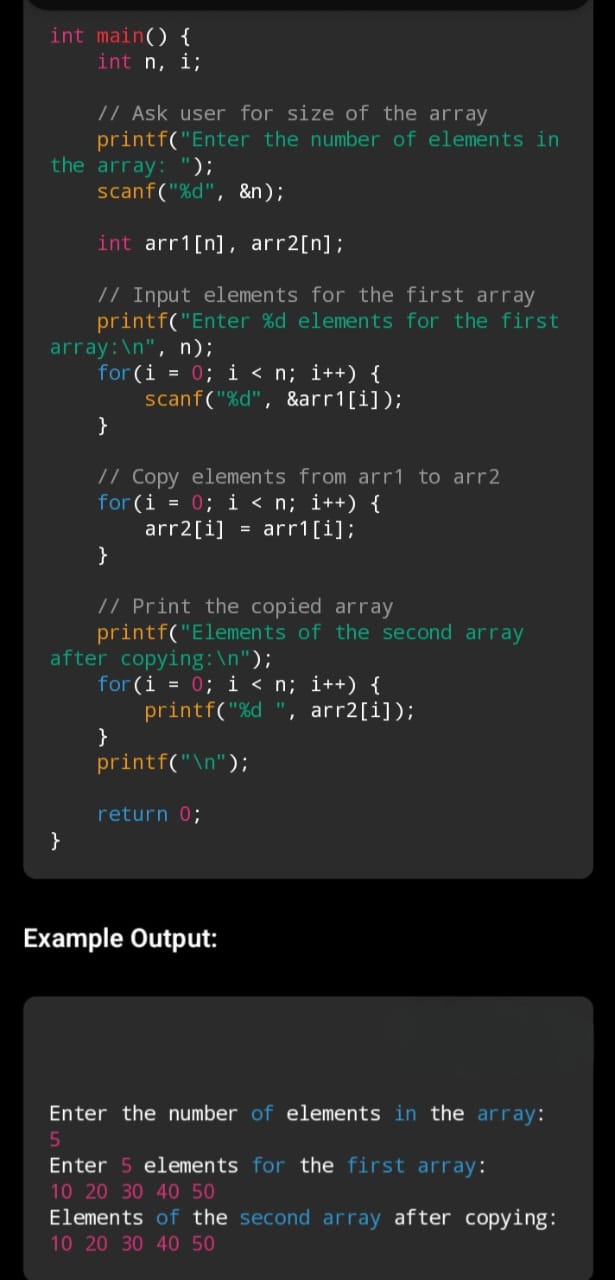 int main() {
    int n, i;
    // Ask user for size of the array
    printf("Enter the number of elements in
the array: ");
    scanf("%d", &n);
    int arr1[n], arr2[n];
    // Input elements for the first array
    printf("Enter %d elements for the first
array:\n", n);
    for(i = 0; i < n; i++) {
        scanf("%d", &arr1[i]);
    }
    // Copy elements from arr1 to arr2
    for(i = 0; i < n; i++) {
        arr2[i] = arr1[i];
    }
    // Print the copied array
    printf("Elements of the second array
after copying:\n");
    for(i = 0; i < n; i++) {
        printf("%d ", arr2[i]);
    }
    printf("\n");
    return 0;
}
Example Output:
Enter the number of elements in the array:
5
Enter 5 elements for the first array:
10 20 30 40 50
Elements of the second array after copying:
10 20 30 40 50